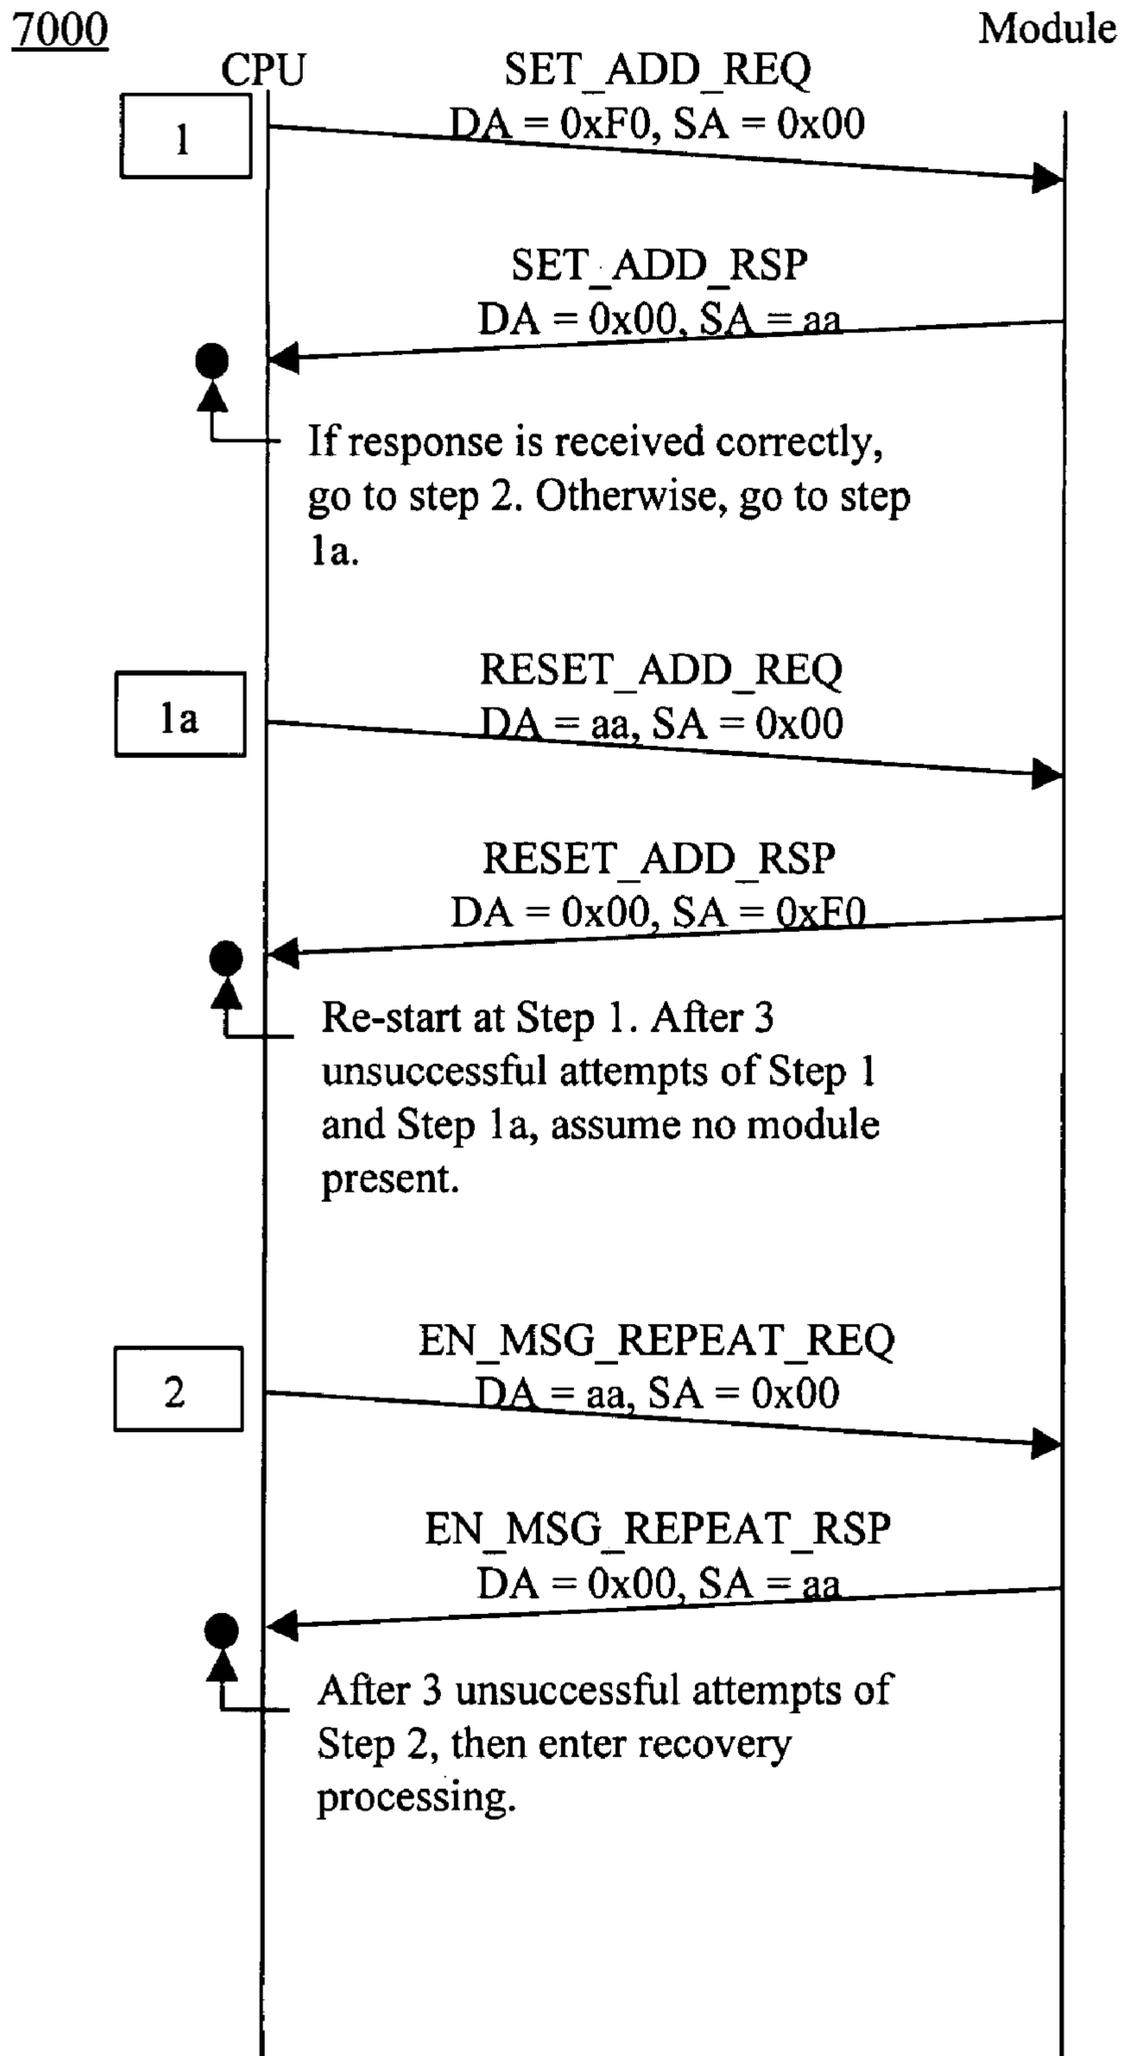 7000
Module
CPU
SET_ADD_REQ
DA = 0xF0, SA = 0x00
1
SET_ADD_RSP
DA = 0x00, SA = aa
If response is received correctly,
go to step 2. Otherwise, go to step
1a.
RESET_ADD_REQ
1a
DA = aa, SA = 0x00
RESET_ADD_RSP
DA = 0x00, SA = 0xF0
Re-start at Step 1. After 3
unsuccessful attempts of Step 1
and Step 1a, assume no module
present.
EN_MSG_REPEAT_REQ
2
DA = aa, SA = 0x00
EN_MSG_REPEAT_RSP
DA = 0x00, SA = aa
After 3 unsuccessful attempts of
Step 2, then enter recovery
processing.